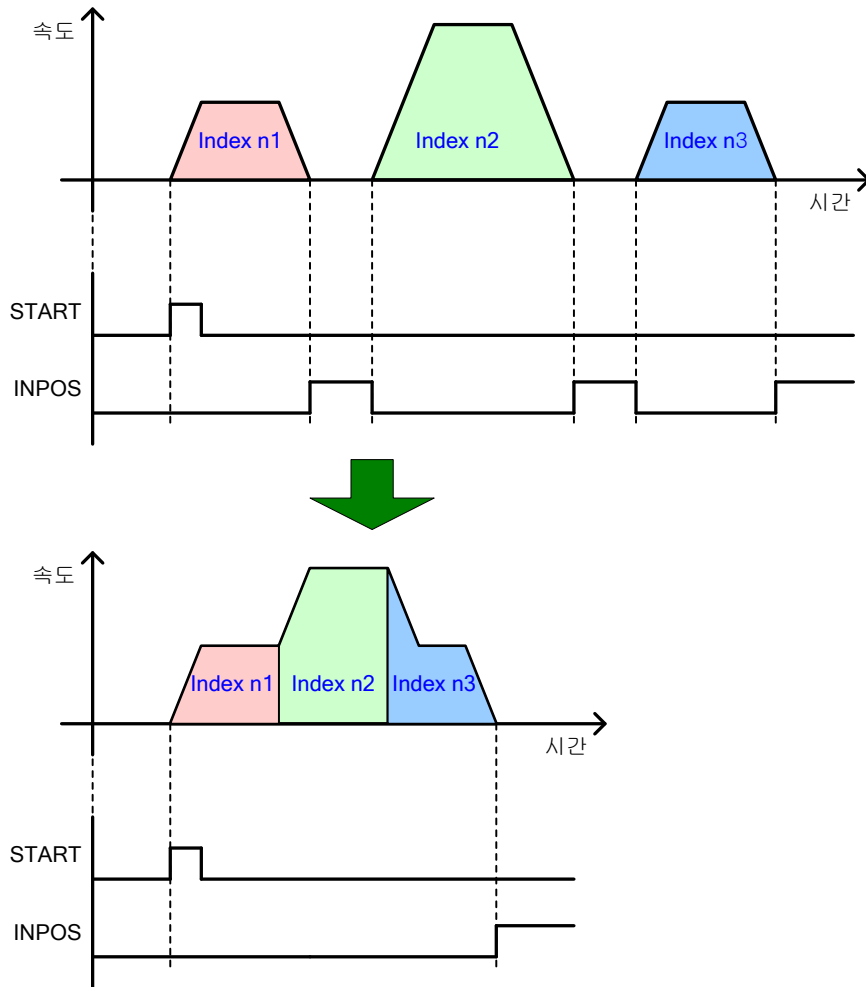 속도
Index n1
Index n2
Index n3
시간
START
INPOS
속도
Index n1
Index n2
Index n3
시간
START
INPOS